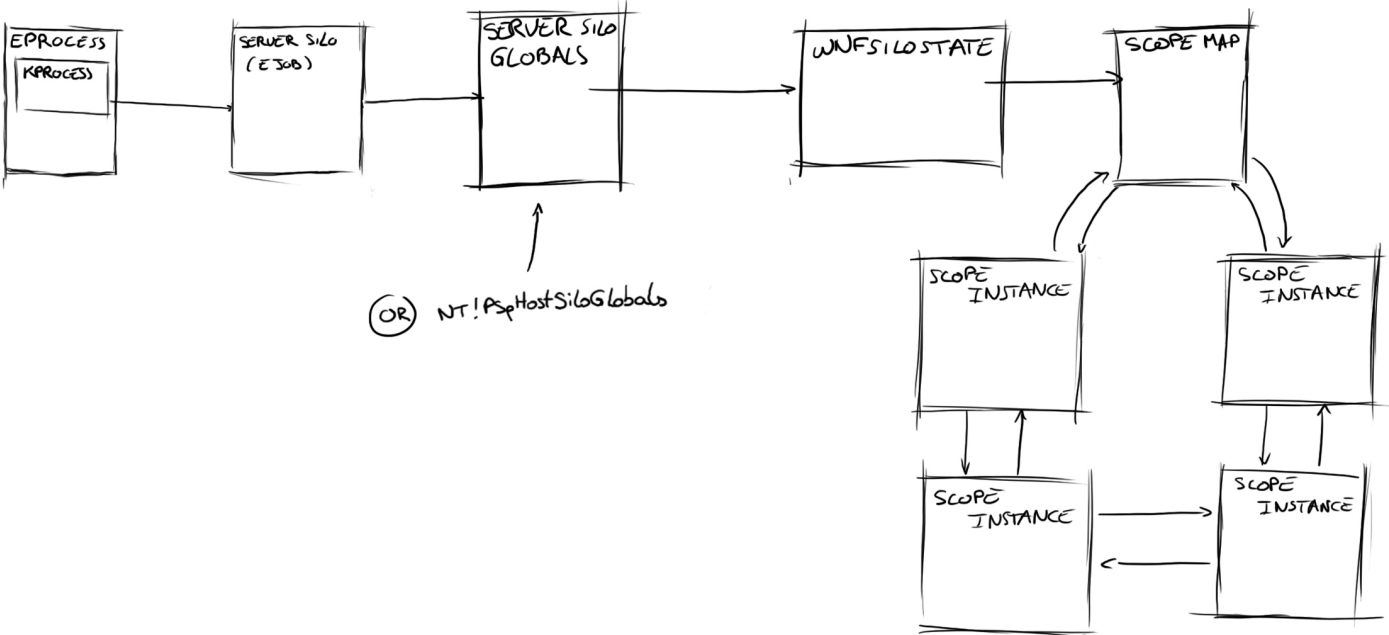 EPROCESS
KPROCESS
SERVER SILO
(EJOB)
SERVER SILO
GLOBALS
WNFSILOSTATE
SCOPE MAP
OR NT!PSpHostSiloGlobals
SCOPE
INSTANCE
SCOPE
INSTANCE
SCOPE
INSTANCE
SCOPE
INSTANCE